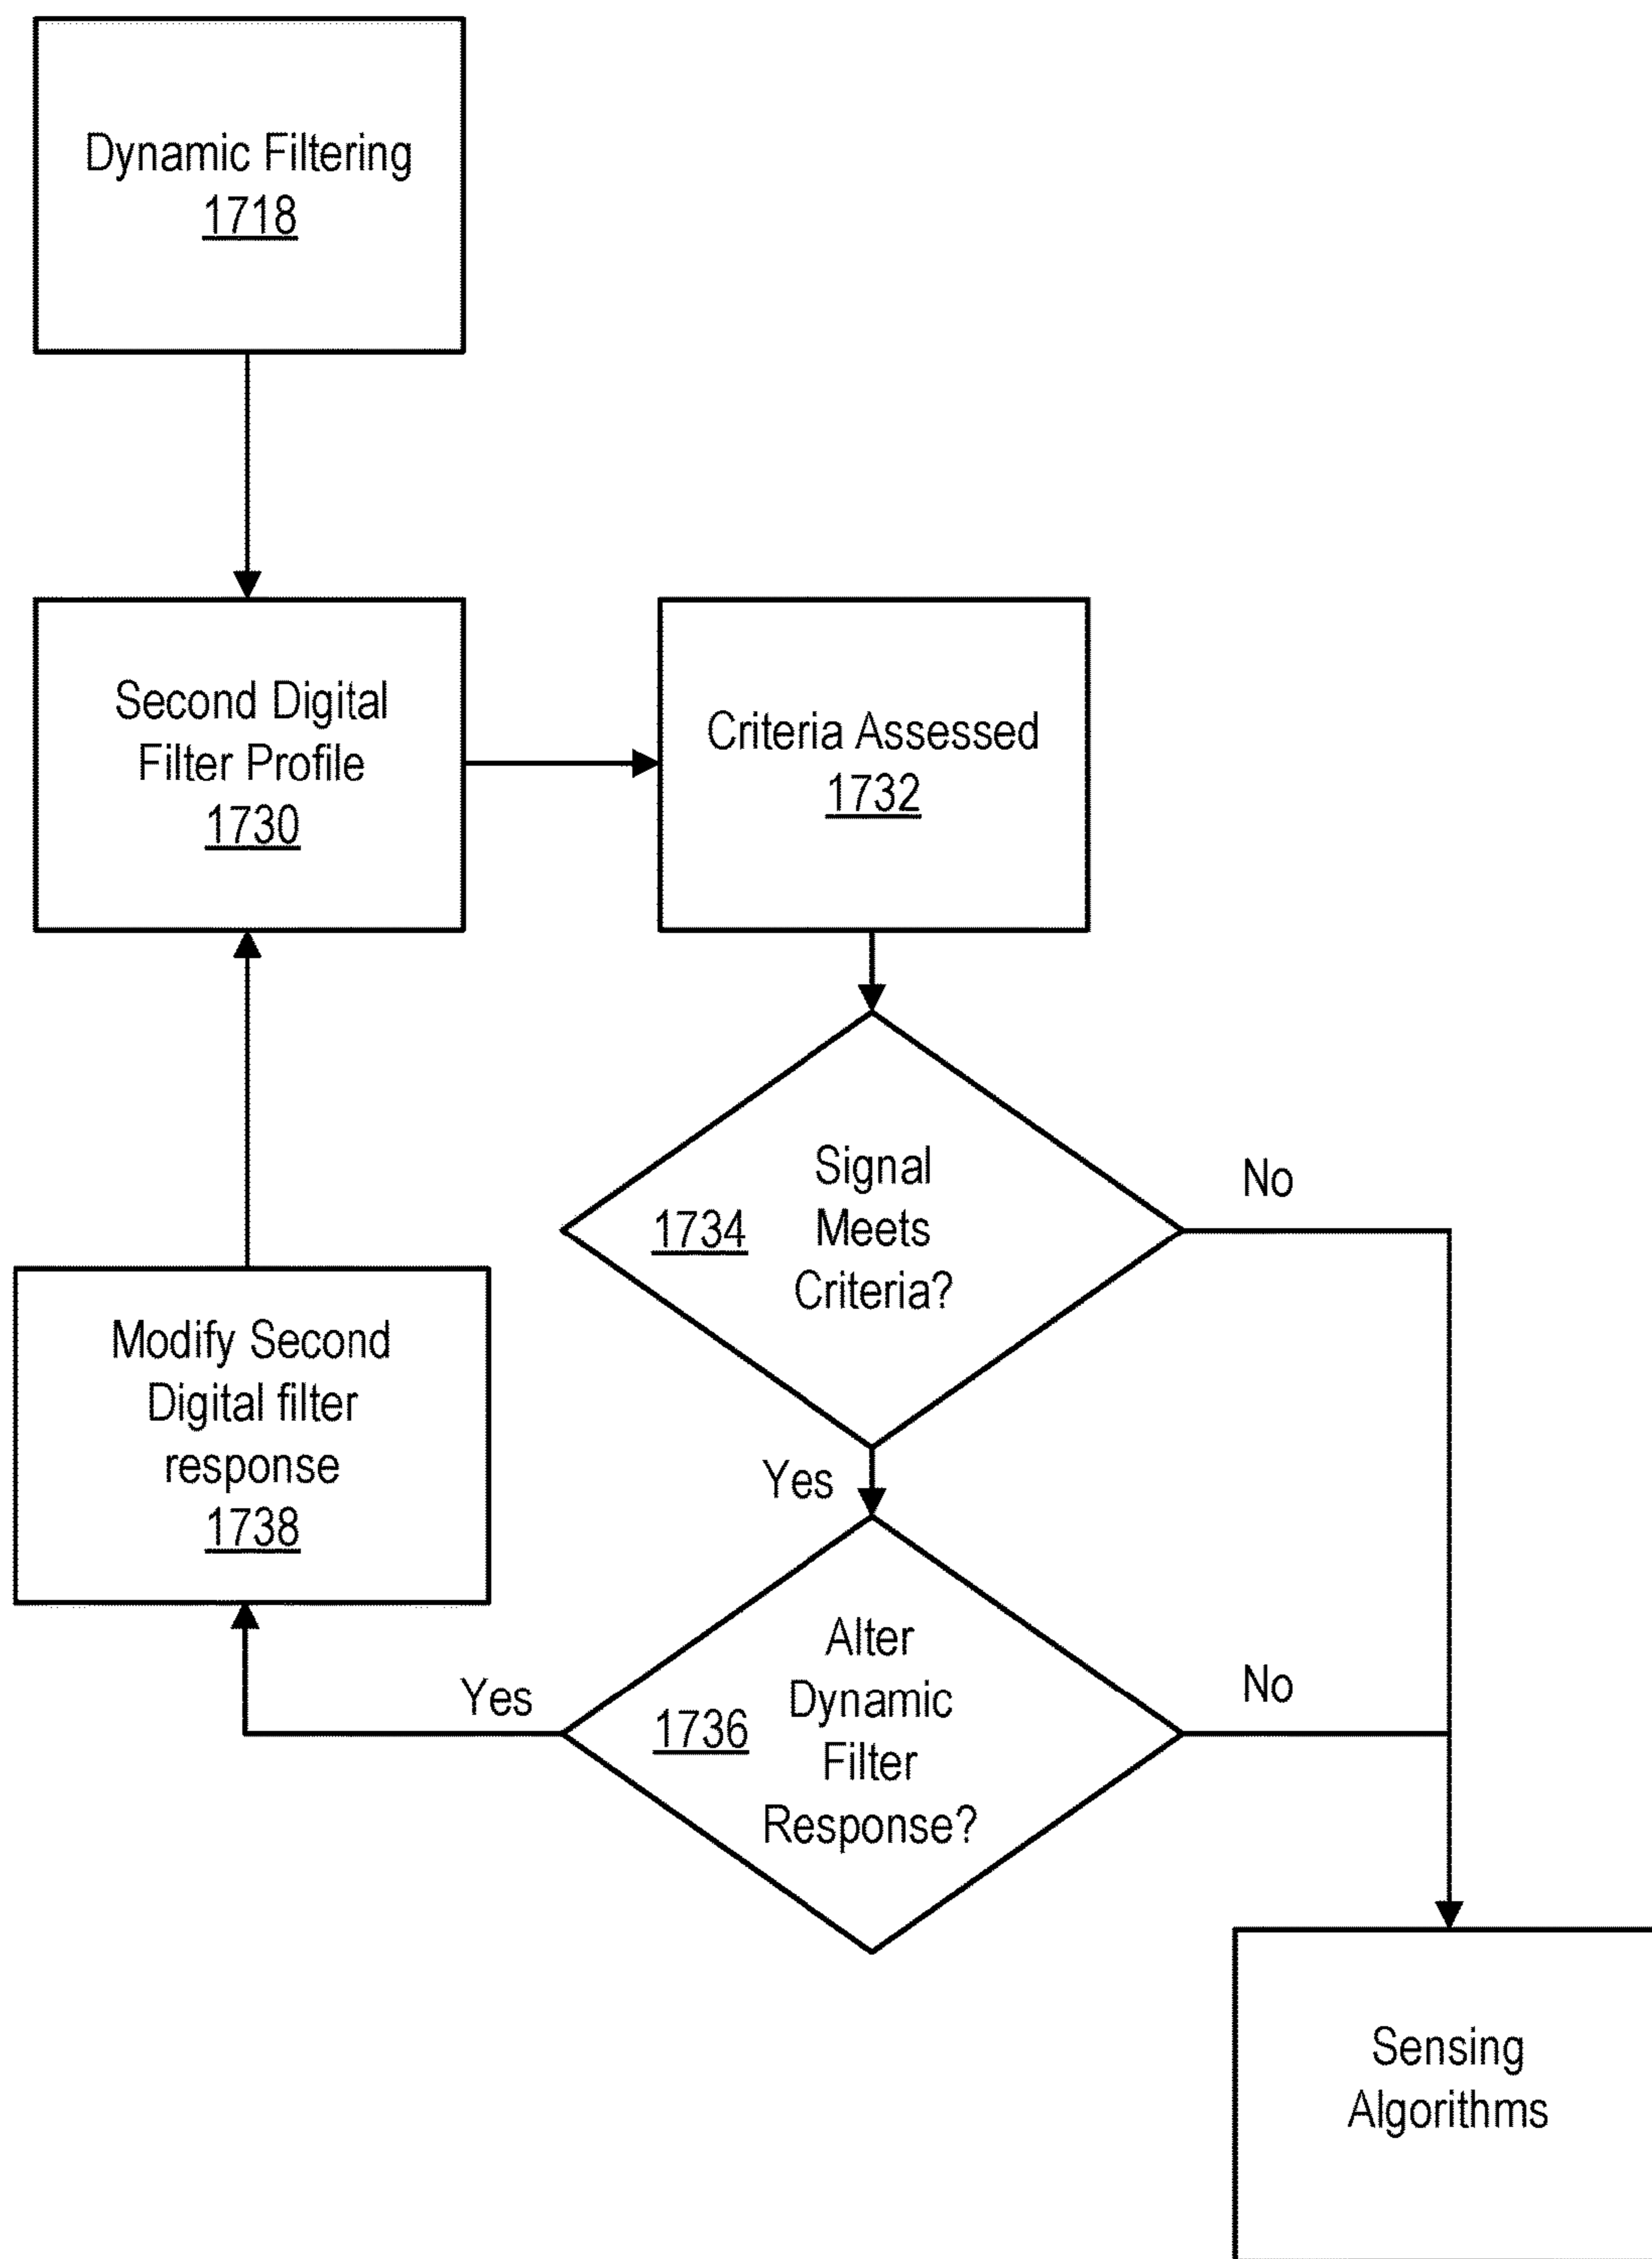 Dynamic Filtering
1718
Second Digital
Filter Profile
1730
Criteria Assessed
1732
Signal
Meets
Criteria?
1734
No
Yes
Modify Second
Digital filter
response
1738
Alter
Dynamic
Filter
Response?
1736
Yes
No
Sensing
Algorithms